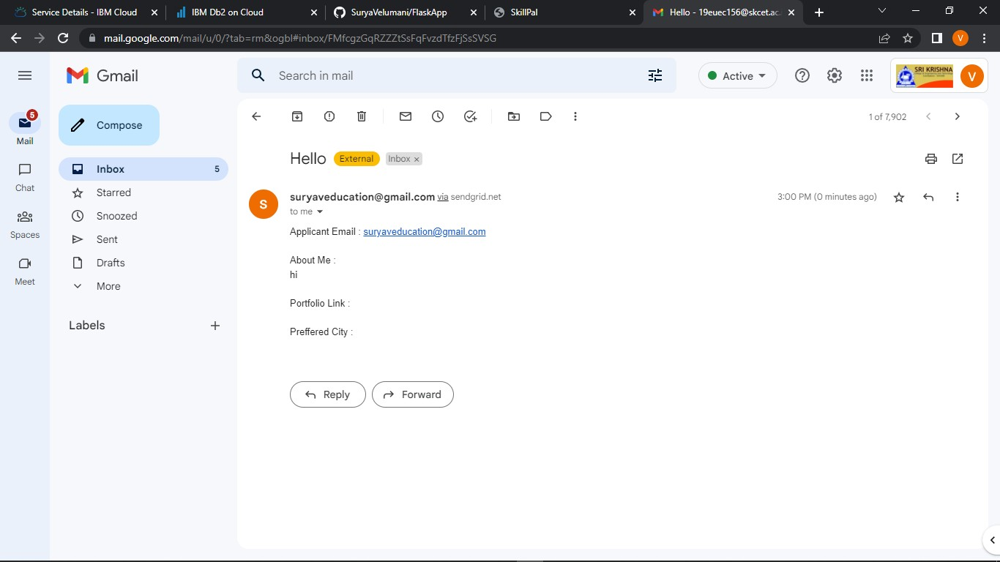 Service Details - IBM Cloud
IBM Db2 on Cloud
SuryaVelumani/FlaskApp
SkillPal
Hello - 19euec156@skcet.ac
mail.google.com/mail/u/0/?tab=rm&ogbl#inbox/FMfcgzGqRZZZtSsFqFvzdTfzFjSsSVSG
V
Gmail
Search in mail
Active
SRI KRISHNA
V
5
Mail
Chat
Spaces
Meet
Compose
Inbox 5
Starred
Snoozed
Sent
Drafts
More
Labels
1 of 7,902
Hello External Inbox ×
S
suryaveducation@gmail.com via sendgrid.net
3:00 PM (0 minutes ago)
to me
Applicant Email : suryaveducation@gmail.com
About Me :
hi
Portfolio Link :
Preffered City :
Reply
Forward